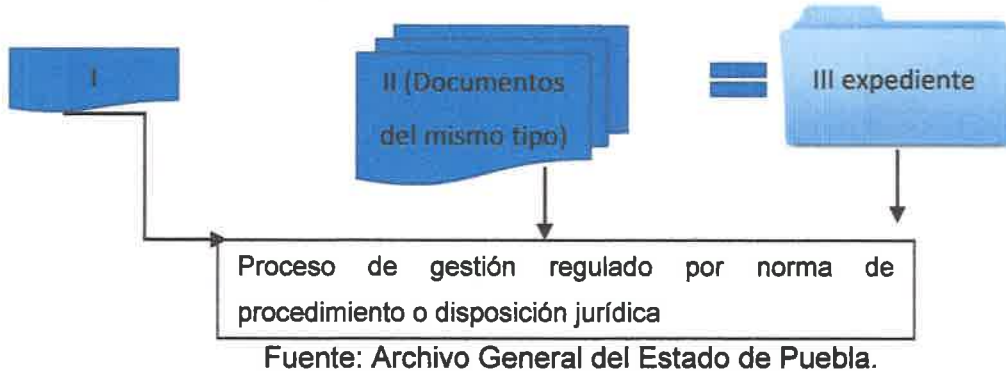 I
II (Documentos
del mismo tipo)
III expediente
Proceso de gestión regulado por norma de
procedimiento o disposición jurídica
Fuente: Archivo General del Estado de Puebla.